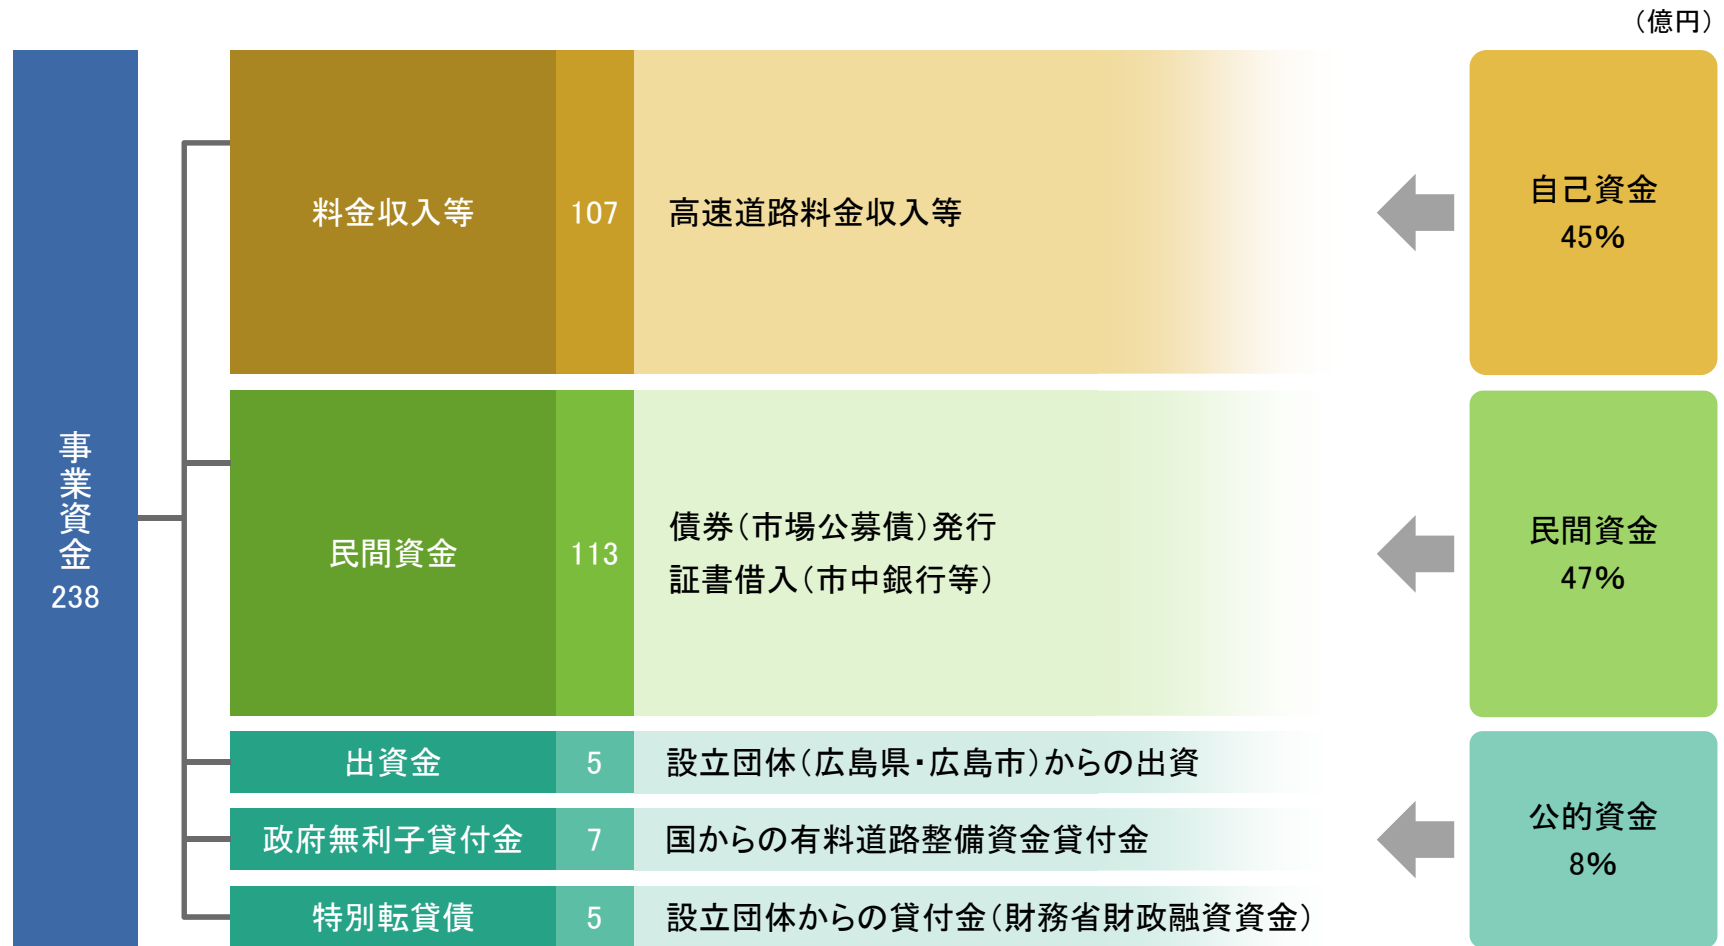 （億円）
事業資金
238
料金収入等
107
高速道路料金収入等
自己資金
45%
民間資金
113
債券（市場公募債）発行
証書借入（市中銀行等）
民間資金
47%
出資金
5
設立団体（広島県・広島市）からの出資
政府無利子貸付金
7
国からの有料道路整備資金貸付金
特別転貸債
5
設立団体からの貸付金（財務省財政融資資金）
公的資金
8%